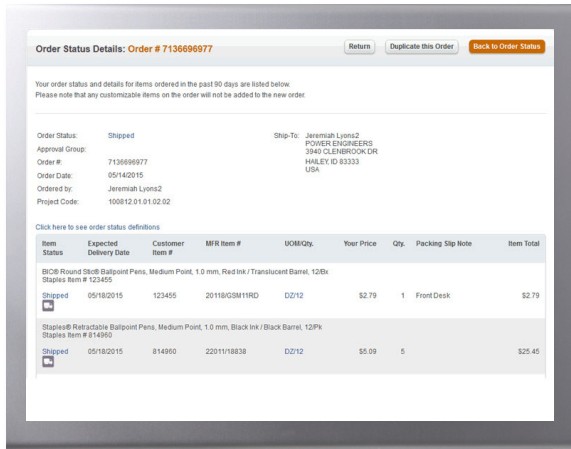 Order Status Details: Order # 7136696977
Return
Duplicate this Order
Back to Order Status
Your order status and details for items ordered in the past 90 days are listed below.
Please note that any customizable items on the order will not be added to the new order.
Order Status: Shipped
Approval Group:
Order #: 7136696977
Order Date: 05/14/2015
Ordered by: Jeremiah Lyons2
Project Code: 100812.01.01.02.02
Ship-To: Jeremiah Lyons2
POWER ENGINEERS
3940 CLENBROOK DR
HAILEY, ID 83333
USA
Click here to see order status definitions
Item Status Expected Delivery Date Customer Item # MFR Item # UOM/Qty. Your Price Qty. Packing Slip Note Item Total
BIC® Round Stic® Ballpoint Pens, Medium Point, 1.0 mm, Red Ink / Translucent Barrel, 12/Bx
Staples Item # 123455
Shipped 05/18/2015 123455 20118/GSM11RD DZ/12 $2.79 1 Front Desk $2.79
Staples® Retractable Ballpoint Pens, Medium Point, 1.0 mm, Black Ink / Black Barrel, 12/Pk
Staples Item # 814960
Shipped 05/18/2015 814960 22011/18838 DZ/12 $5.09 5 $25.45